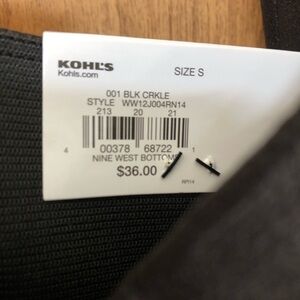 KOHL'S
Kohls.com
SIZE S
001 BLK CRKLE
STYLE WW12J004RN14
213 20 21
4 00378 68722 1
NINE WEST BOTTOMS
$36.00